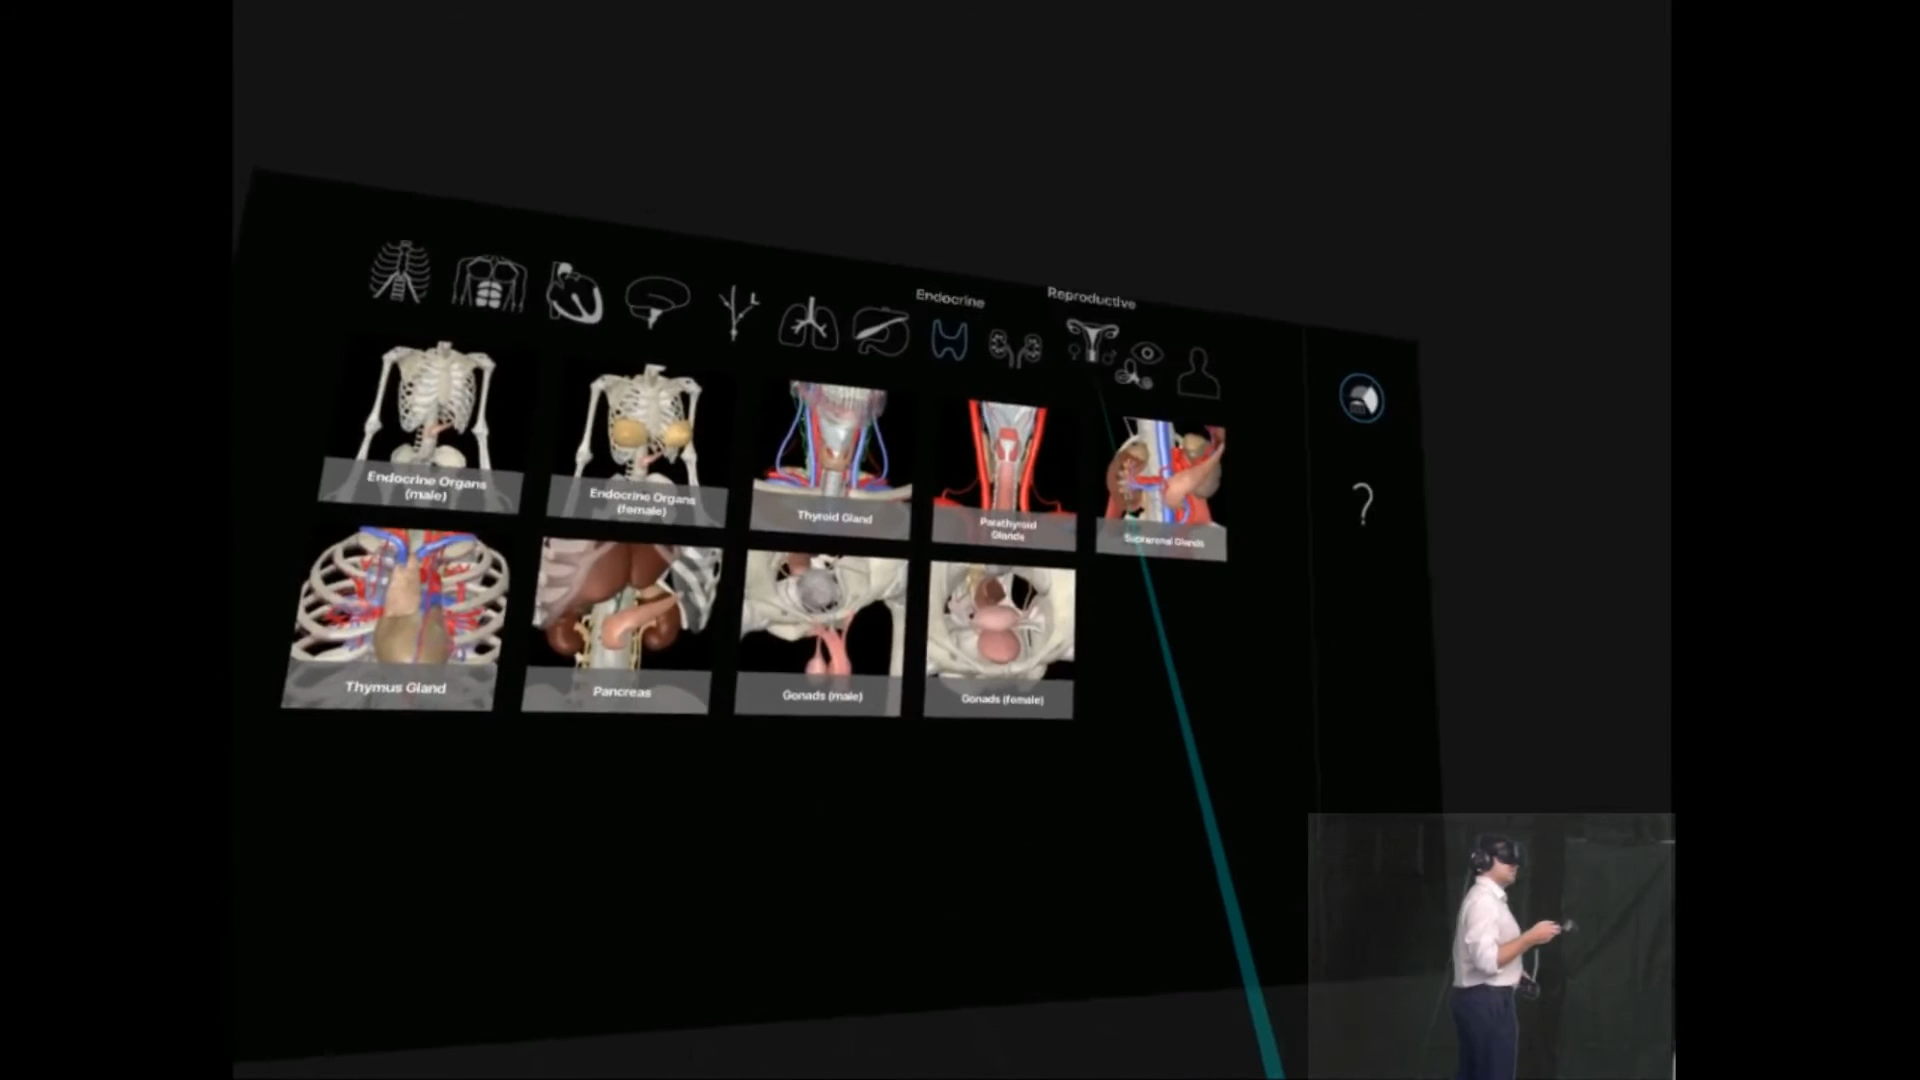 Endocrine
Reproductive
L
Endocrine Organs
(male)
Endocrine Organs
(female)
Thyroid Gland
Parathyroid
Glands
Suprarenal Glands
?
Thymus Gland
Pancreas
Gonads (male)
Gonads (female)